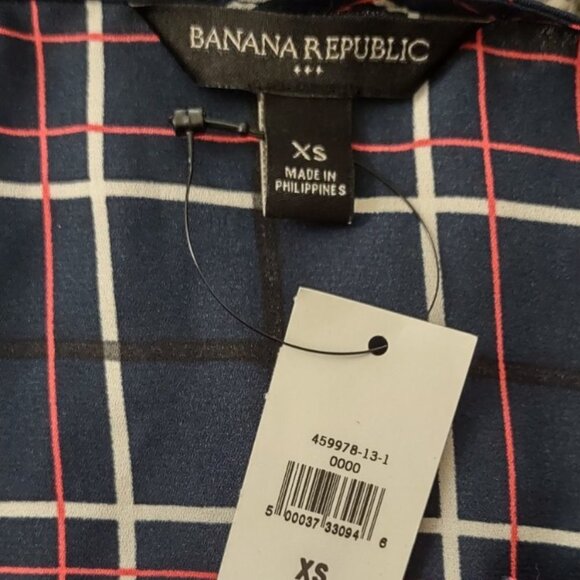 BANANA REPUBLIC
XS
MADE IN
PHILIPPINES
459978-13-1
0000
5 00037 33094 6
XS